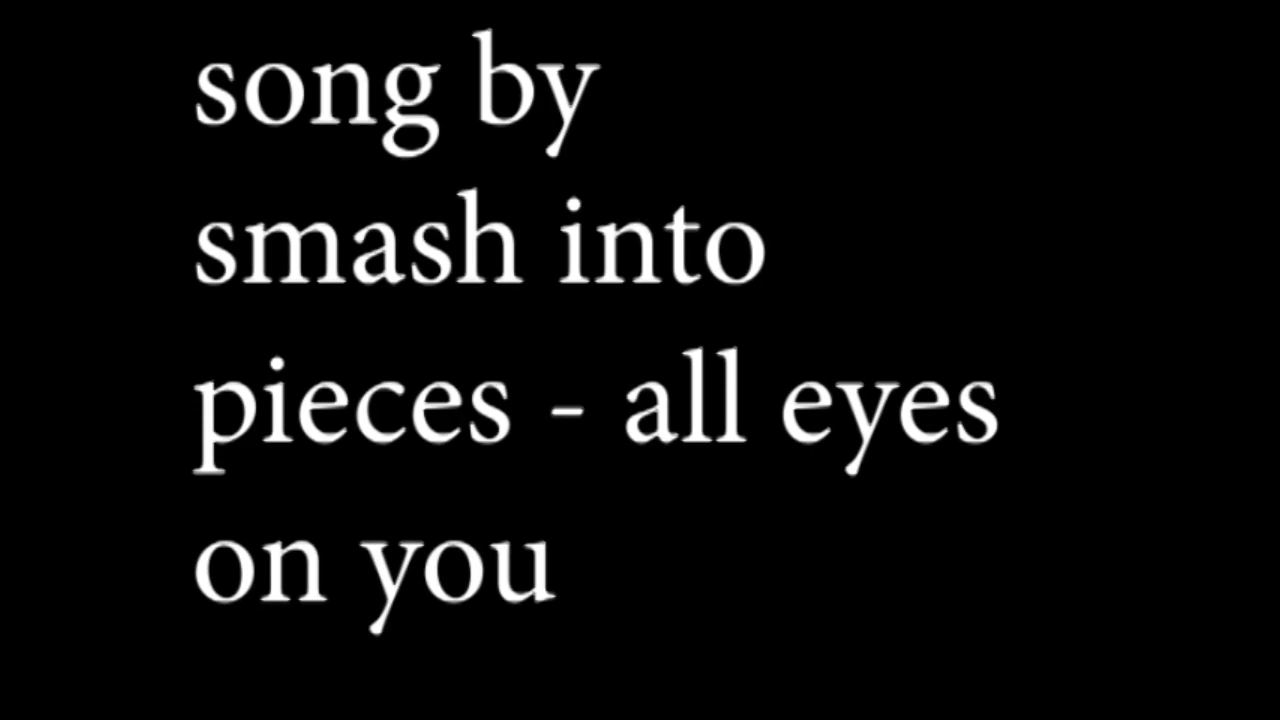 song by
smash into
pieces - all eyes
on you